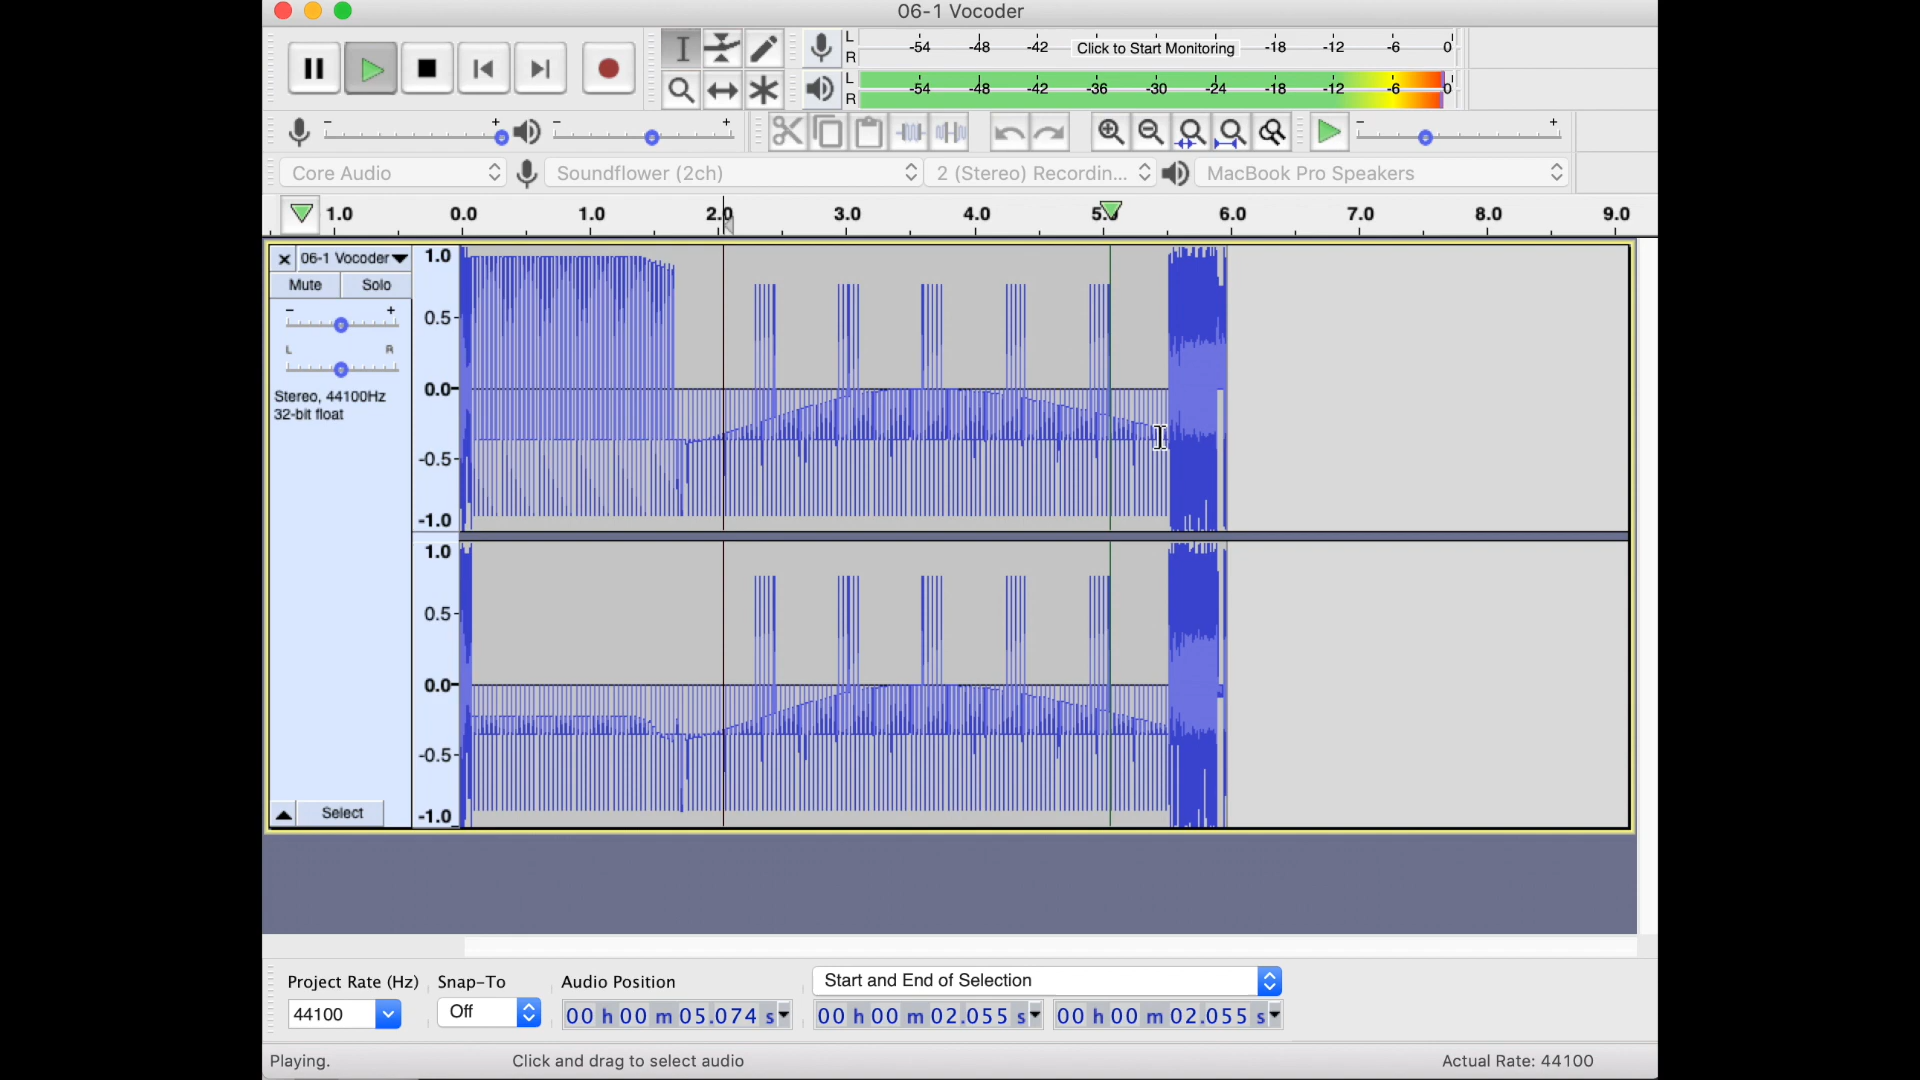 06-1 Vocoder
L
R
-54 -48 -42 Click to Start Monitoring -18 -12 -6 0
L
R
-54 -48 -42 -36 -30 -24 -18 -12 -6 0
- + - + - +
Core Audio Soundflower (2ch) 2 (Stereo) Recordin... MacBook Pro Speakers
1.0 0.0 1.0 2.0 3.0 4.0 5.0 6.0 7.0 8.0 9.0
06-1 Vocoder
Mute Solo
- +
L R
Stereo, 44100Hz
32-bit float
1.0
0.5
0.0
-0.5
-1.0
1.0
0.5
0.0
-0.5
-1.0
Select
Project Rate (Hz) Snap-To Audio Position Start and End of Selection
44100 Off 00 h 00 m 05.074 s 00 h 00 m 02.055 s 00 h 00 m 02.055 s
Playing. Click and drag to select audio Actual Rate: 44100